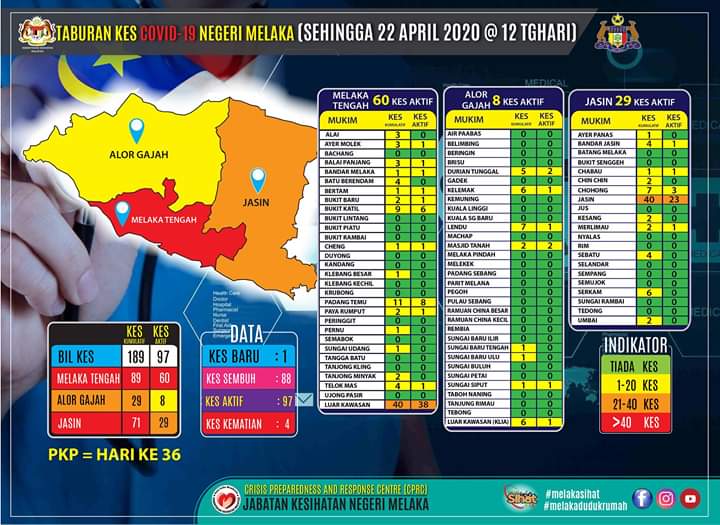 TABURAN KES COVID-19 NEGERI MELAKA (SEHINGGA 22 APRIL 2020 @ 12 TGHARI)
ALOR GAJAH
JASIN
MELAKA TENGAH
MELAKA TENGAH 60 KES AKTIF
MUKIM KES KUMULATIF KES AKTIF
ALAI 3 0
AYER MOLEK 3 1
BACHANG 0 0
BALAI PANJANG 3 1
BANDAR MELAKA 1 1
BATU BERENDAM 4 0
BERTAM 0 0
BUKIT BARU 2 1
BUKIT KATIL 9 6
BUKIT LINTANG 0 0
BUKIT PIATU 0 0
BUKIT RAMBAI 0 0
CHENG 1 1
DUYONG 0 0
KANDANG 0 0
KLEBANG BESAR 1 0
KLEBANG KECHIL 0 0
KRUBONG 0 0
PADANG TEMU 11 8
PAYA RUMPUT 2 1
PERINGGIT 0 0
PERNU 1 0
SEMABOK 0 0
SUNGAI UDANG 1 0
TANGGA BATU 0 0
TANJONG KLING 0 0
TANJONG MINYAK 2 0
TELOK MAS 4 1
UJONG PASIR 0 0
LUAR KAWASAN 40 38
ALOR GAJAH 8 KES AKTIF
MUKIM KES KUMULATIF KES AKTIF
AIR PAABAS 0 0
BELIMBING 0 0
BERINGIN 0 0
BRISU 0 0
DURIAN TUNGGAL 5 2
GADEK 0 0
KELEMAK 6 1
KEMUNING 0 0
KUALA LINGGI 0 0
KUALA SG BARU 0 0
LENDU 7 1
MACHAP 0 0
MASJID TANAH 2 2
MELAKA PINDAH 0 0
MELEKEK 0 0
PADANG SEBANG 0 0
PARIT MELANA 0 0
PEGOH 0 0
PULAU SEBANG 0 0
RAMUAN CHINA BESAR 0 0
RAMUAN CHINA KECIL 0 0
REMBIA 0 0
SUNGAI BARU ILIR 0 0
SUNGAI BARU TENGAH 1 0
SUNGAI BARU ULU 1 0
SUNGAI BULUH 0 0
SUNGAI PETAI 0 0
SUNGAI SIPUT 1 1
TABOH NANING 0 0
TANJUNG RIMAU 0 0
TEBONG 0 0
LUAR KAWASAN (KLIA) 6 1
JASIN 29 KES AKTIF
MUKIM KES KUMULATIF KES AKTIF
AYER PANAS 1 0
BANDAR JASIN 4 1
BATANG MELAKA 0 0
BUKIT SENGGEH 0 0
CHABAU 1 1
CHIN CHIN 2 0
CHOHONG 7 3
JASIN 40 23
JUS 0 0
KESANG 2 0
MERLIMAU 2 1
NYALAS 0 0
RIM 0 0
SEBATU 4 0
SELANDAR 0 0
SEMPANG 0 0
SEMUJOK 0 0
SERKAM 6 0
SUNGAI RAMBAI 0 0
TEDONG 0 0
UMBAI 2 0
KES KUMULATIF KES AKTIF
BIL KES 189 97
MELAKA TENGAH 89 60
ALOR GAJAH 29 8
JASIN 71 29
PKP = HARI KE 36
Health Care
Doctor
Hospital
Pharmacist
Nurse
Dentist
First Aid
DATA
KES BARU : 1
KES SEMBUH : 88
KES AKTIF : 97
KES KEMATIAN : 4
INDIKATOR
TIADA KES
1-20 KES
21-40 KES
>40 KES
CRISIS PREPAREDNESS AND RESPONSE CENTRE (CPRC)
JABATAN KESIHATAN NEGERI MELAKA
Sihat
#melakasihat
#melakadudukrumah